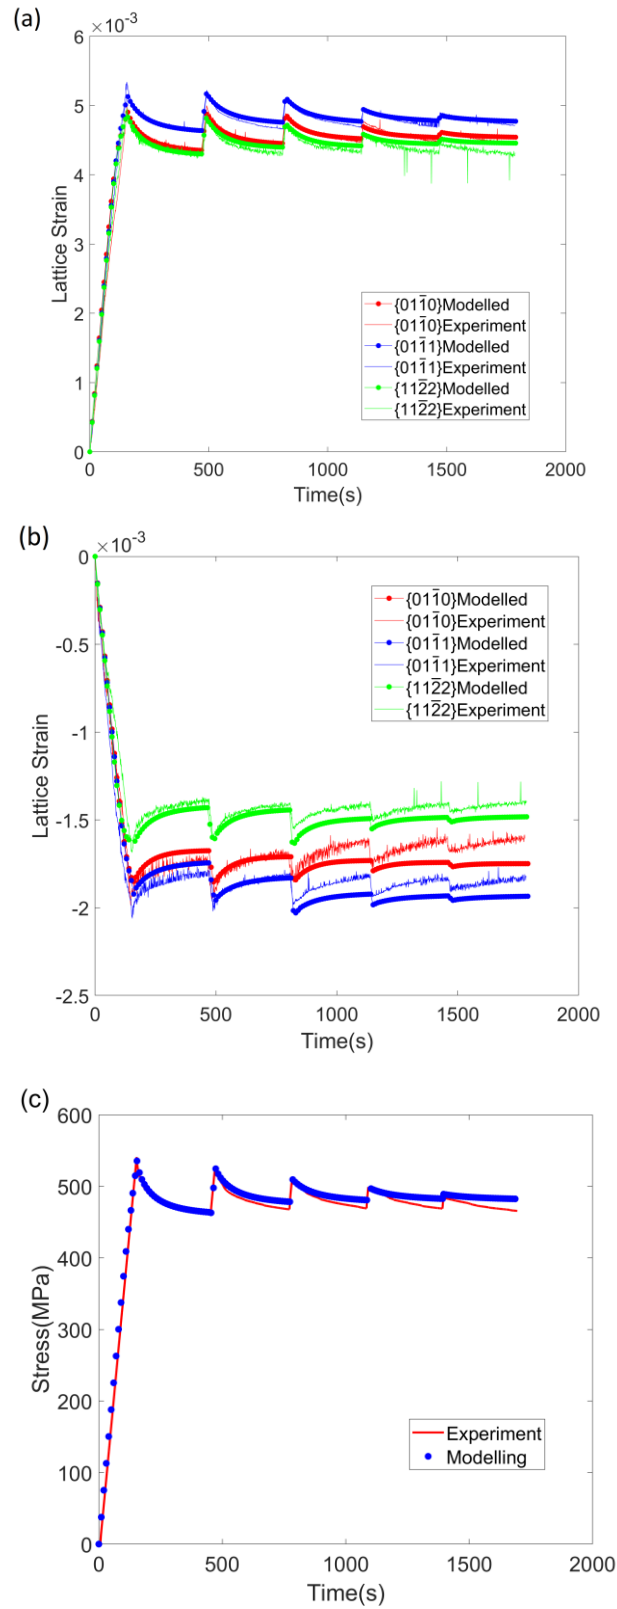 (a)
×10⁻³
6
5
4
3
2
1
0
Lattice Strain
{011̅0}Modelled
{011̅0}Experiment
{011̅1}Modelled
{011̅1}Experiment
{112̅2}Modelled
{112̅2}Experiment
0 500 1000 1500 2000
Time(s)
(b)
×10⁻³
0
-0.5
-1
-1.5
-2
-2.5
Lattice Strain
{011̅0}Modelled
{011̅0}Experiment
{011̅1}Modelled
{011̅1}Experiment
{112̅2}Modelled
{112̅2}Experiment
0 500 1000 1500 2000
Time(s)
(c)
600
500
400
300
200
100
0
Stress(MPa)
Experiment
Modelling
0 500 1000 1500 2000
Time(s)